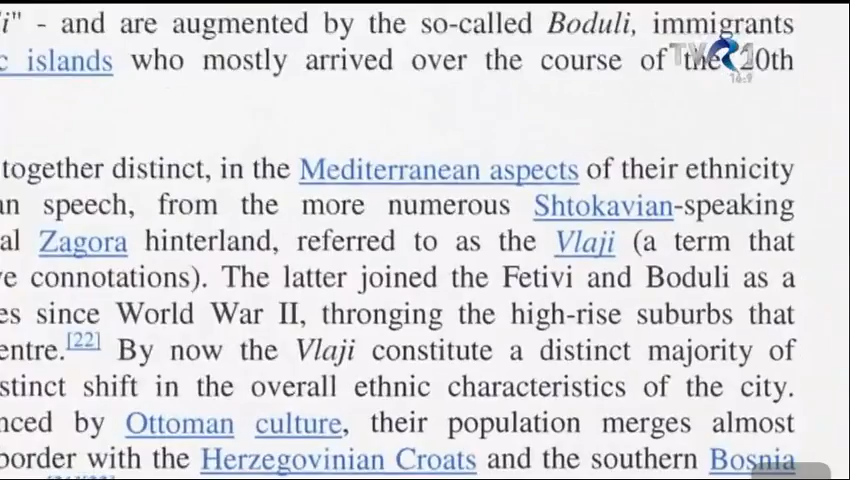 i" - and are augmented by the so-called Boduli, immigrants
TVR1
c islands who mostly arrived over the course of the 20th
16:9
together distinct, in the Mediterranean aspects of their ethnicity
an speech, from the more numerous Shtokavian-speaking
al Zagora hinterland, referred to as the Vlaji (a term that
ve connotations). The latter joined the Fetivi and Boduli as a
es since World War II, thronging the high-rise suburbs that
entre.[22] By now the Vlaji constitute a distinct majority of
stinct shift in the overall ethnic characteristics of the city.
nced by Ottoman culture, their population merges almost
border with the Herzegovinian Croats and the southern Bosnia